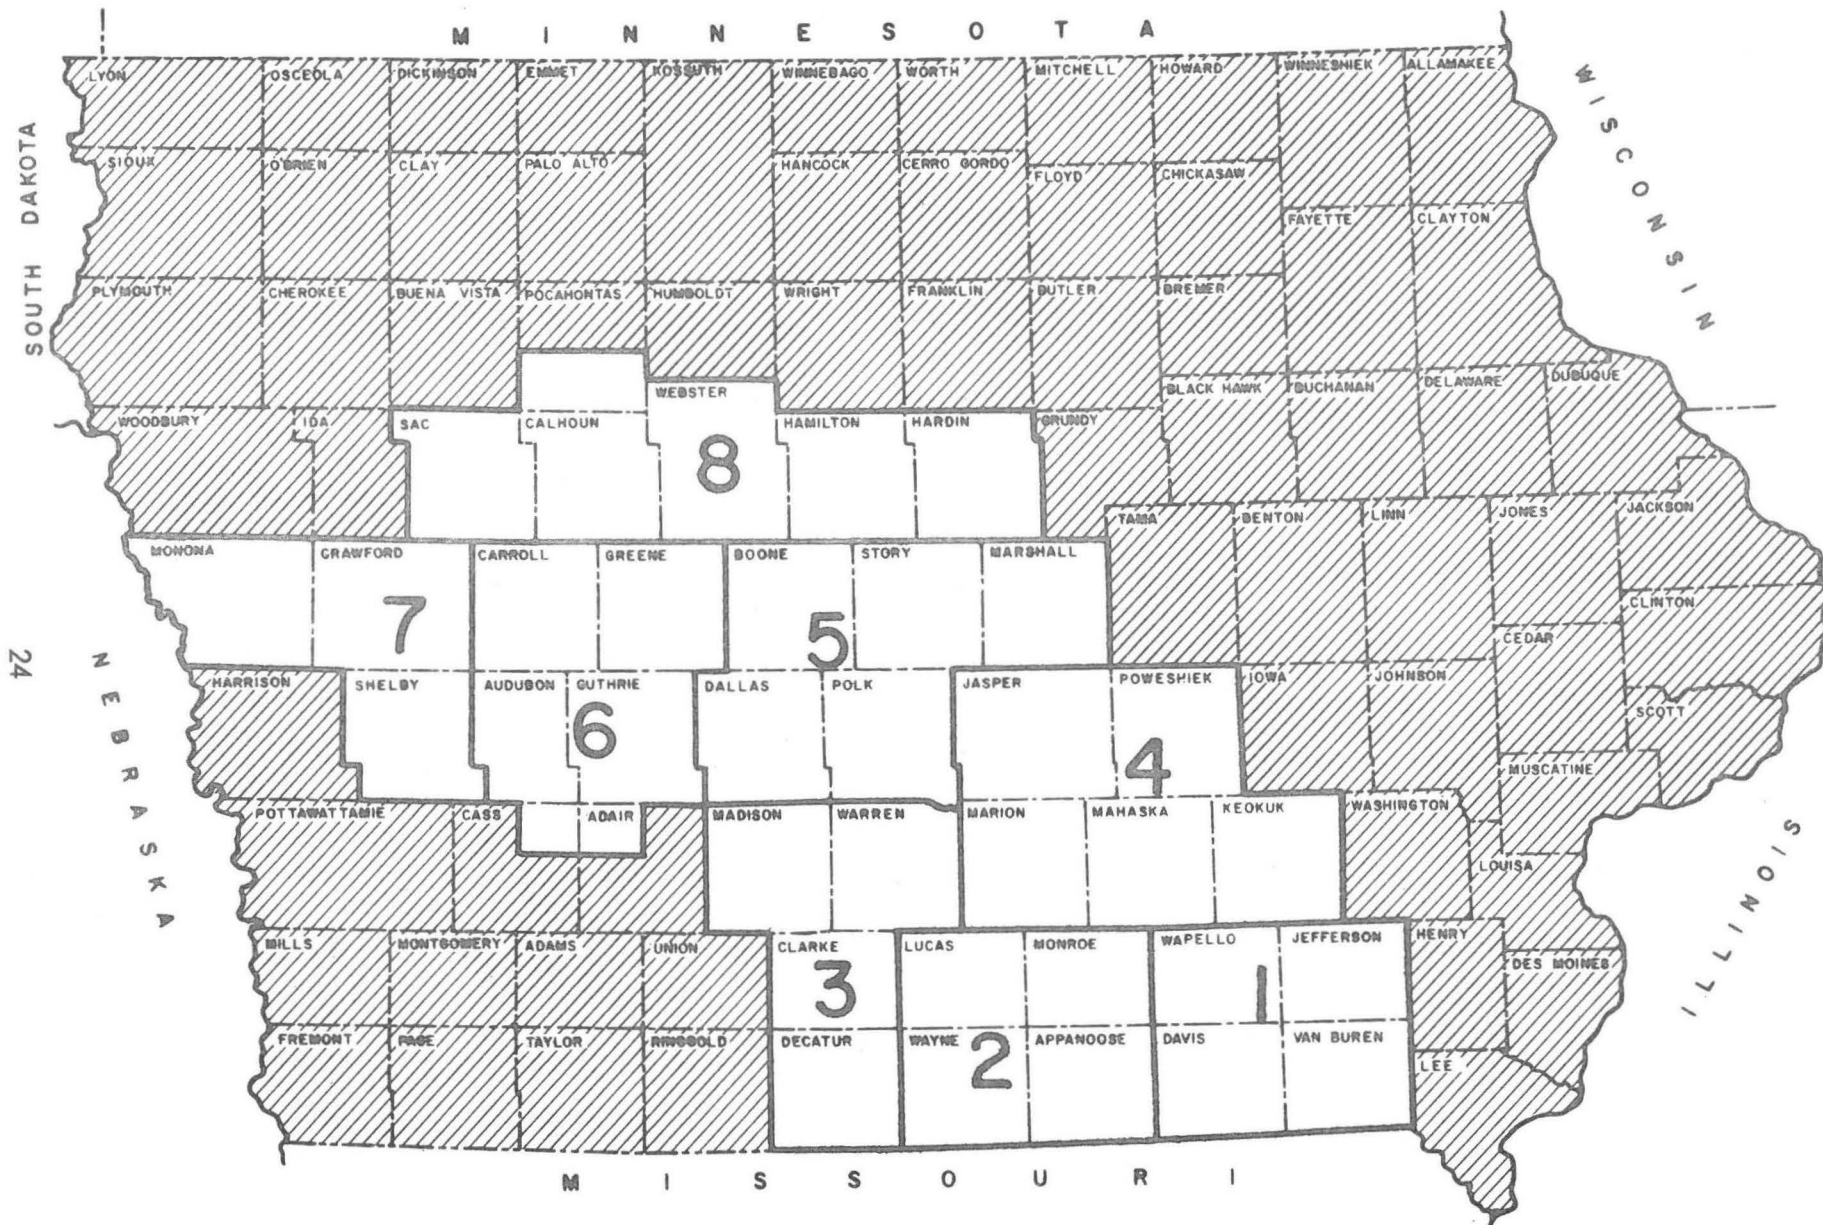 MINNESOTA
LYON OSCEOLA DICKINSON EMMET KOSSUTH WINNEBAGO WORTH MITCHELL HOWARD WINNESHIEK ALLAMAKEE
WISCONSIN
SOUTH DAKOTA
SIOUX O'BRIEN CLAY PALO ALTO HANCOCK CERRO GORDO FLOYD CHICKASAW
FAYETTE CLAYTON
PLYMOUTH CHEROKEE BUENA VISTA POCAHONTAS HUMBOLDT WRIGHT FRANKLIN BUTLER BREMER
WEBSTER BLACK HAWK BUCHANAN DELAWARE DUBUQUE
WOODBURY IDA SAC CALHOUN HAMILTON HARDIN GRUNDY
8
TAMA BENTON LINN JONES JACKSON
MONONA CRAWFORD CARROLL GREENE BOONE STORY MARSHALL
7 5
CLINTON
CEDAR
24
NEBRASKA
HARRISON SHELBY AUDUBON GUTHRIE DALLAS POLK JASPER POWESHIEK IOWA JOHNSON
SCOTT
6 4
MUSCATINE
POTTAWATTAMIE CASS ADAIR MADISON WARREN MARION MAHASKA KEOKUK WASHINGTON
LOUISA
ILLINOIS
MILLS MONTGOMERY ADAMS UNION CLARKE LUCAS MONROE WAPELLO JEFFERSON HENRY
DES MOINES
3 1
FREMONT PAGE TAYLOR RINGGOLD DECATUR WAYNE APPANOOSE DAVIS VAN BUREN
2
LEE
MISSOURI